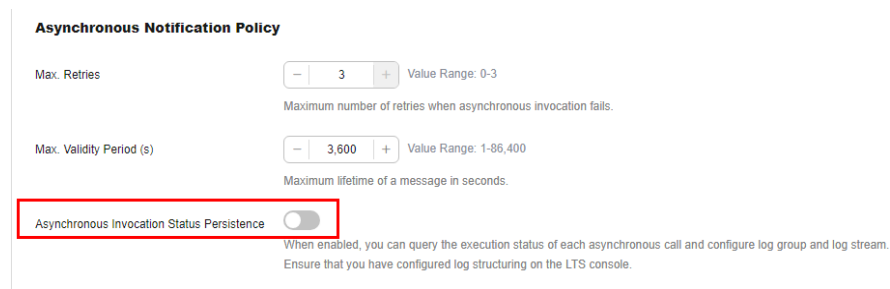 Asynchronous Notification Policy
Max. Retries − 3 + Value Range: 0-3
Maximum number of retries when asynchronous invocation fails.
Max. Validity Period (s) − 3,600 + Value Range: 1-86,400
Maximum lifetime of a message in seconds.
Asynchronous Invocation Status Persistence
When enabled, you can query the execution status of each asynchronous call and configure log group and log stream.
Ensure that you have configured log structuring on the LTS console.